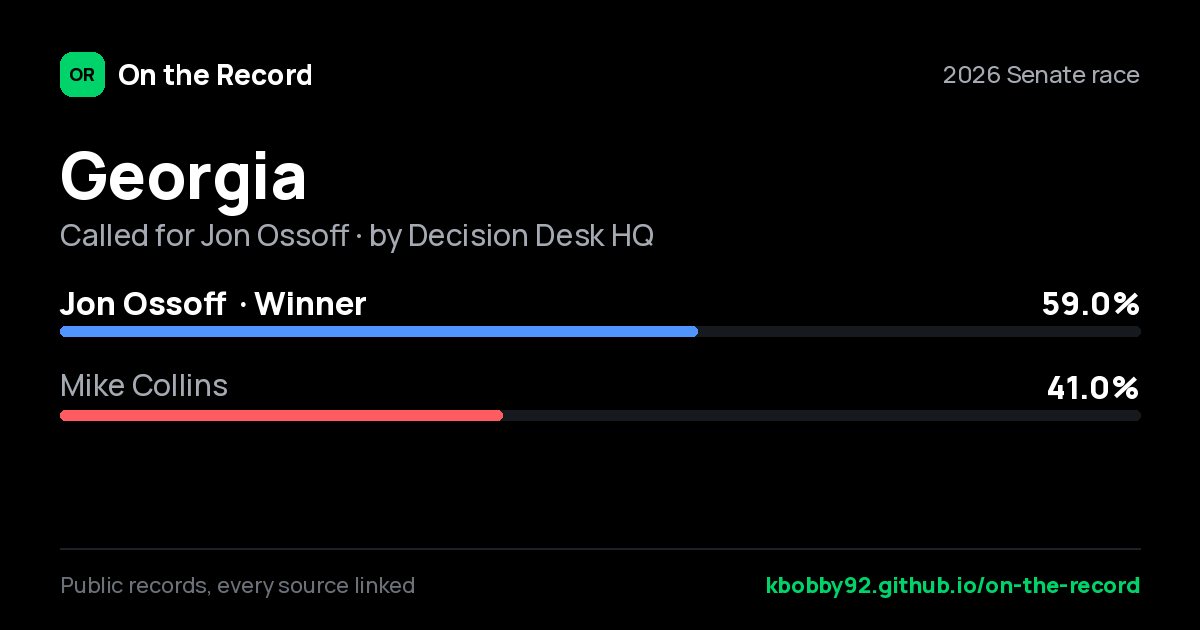 OR On the Record
2026 Senate race
Georgia
Called for Jon Ossoff · by Decision Desk HQ
Jon Ossoff · Winner
59.0%
Mike Collins
41.0%
Public records, every source linked
kbobby92.github.io/on-the-record